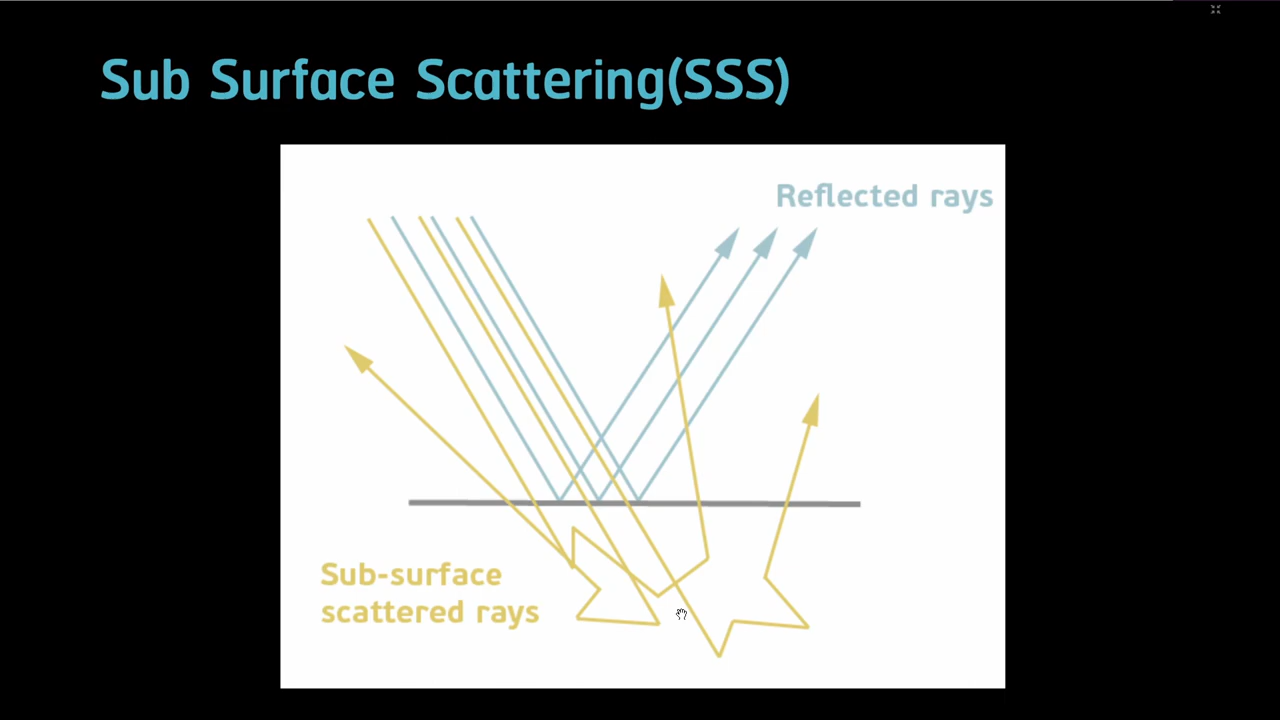 Sub Surface Scattering(SSS)
Reflected rays
Sub-surface
scattered rays